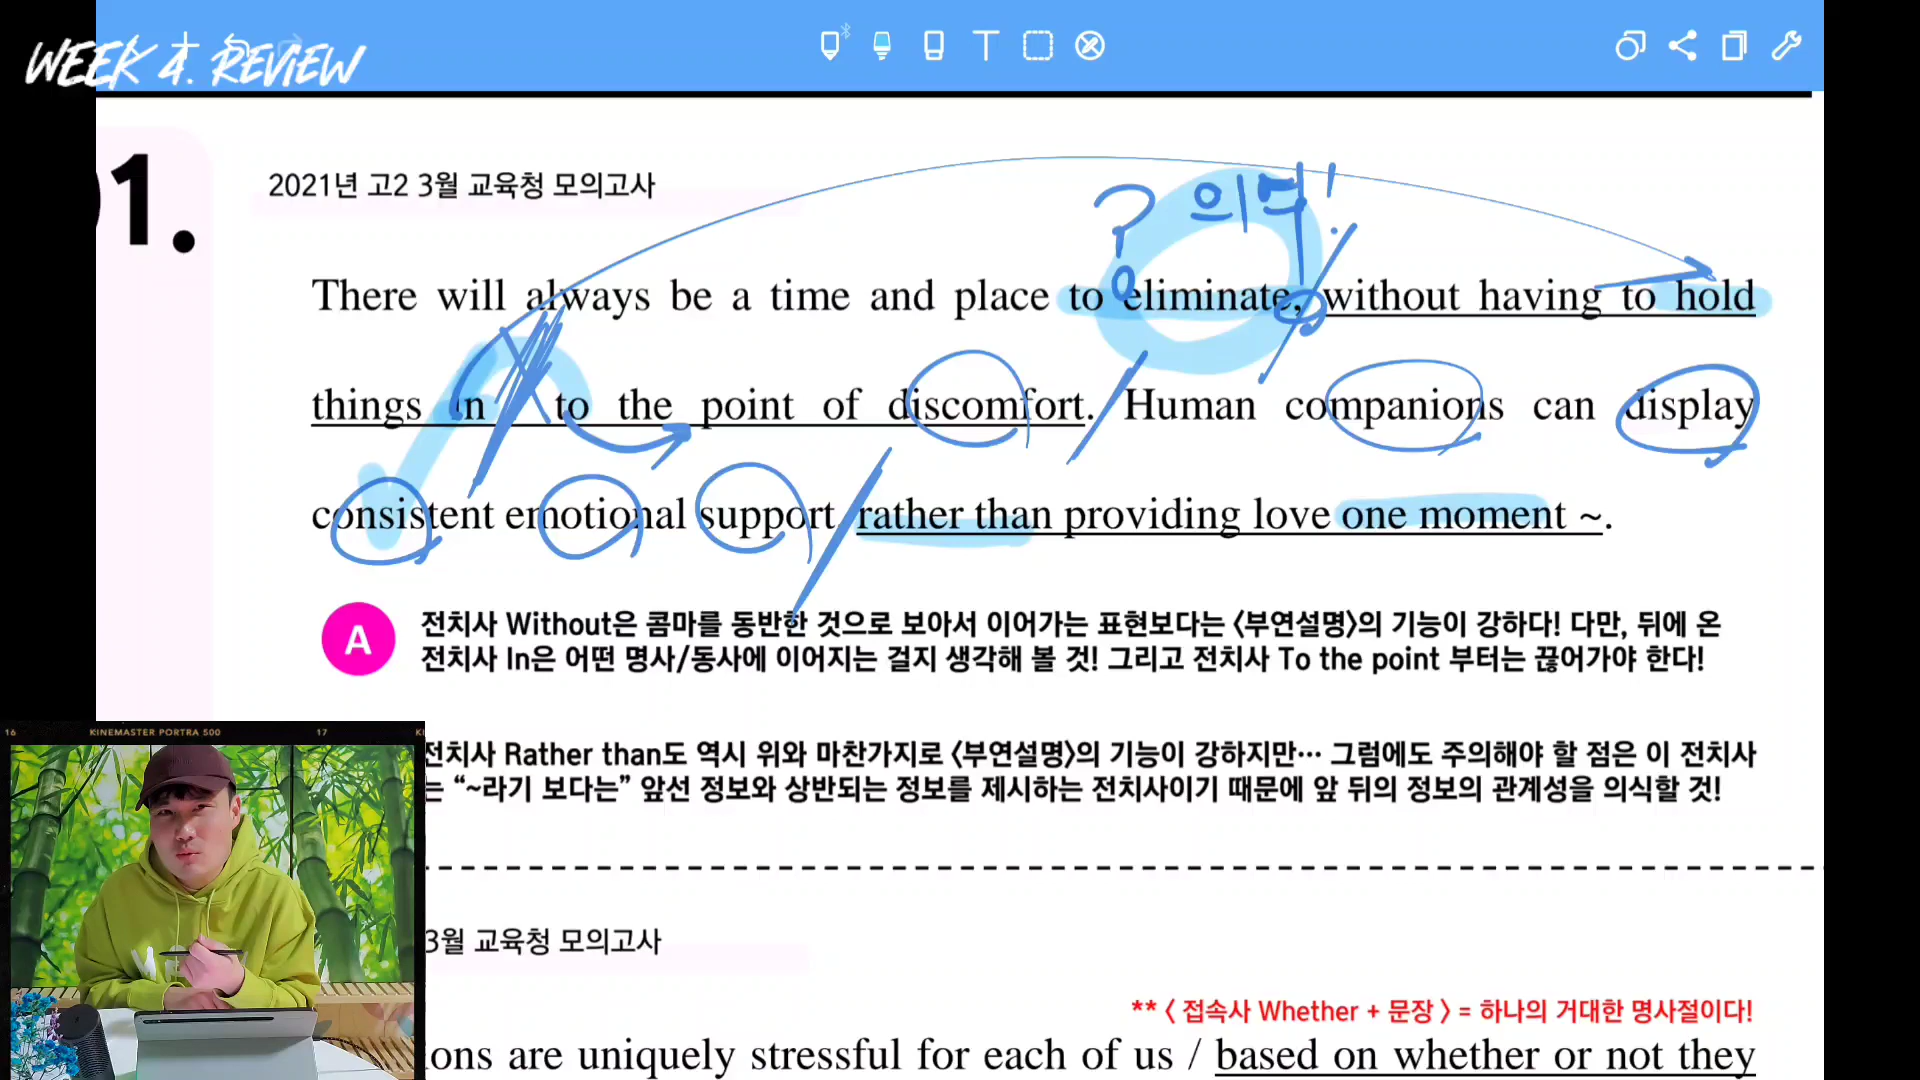 WEEK 4. REVIEW
1.
2021년 고2 3월 교육청 모의고사
? 의역!
There will always be a time and place to eliminate, without having to hold
things in to the point of discomfort. Human companions can display
consistent emotional support, rather than providing love one moment ~.
A
전치사 Without은 콤마를 동반한 것으로 보아서 이어가는 표현보다는 〈부연설명〉의 기능이 강하다! 다만, 뒤에 온
전치사 In은 어떤 명사/동사에 이어지는 걸지 생각해 볼 것! 그리고 전치사 To the point 부터는 끊어가야 한다!
전치사 Rather than도 역시 위와 마찬가지로 〈부연설명〉의 기능이 강하지만… 그럼에도 주의해야 할 점은 이 전치사
는 “~라기 보다는” 앞선 정보와 상반되는 정보를 제시하는 전치사이기 때문에 앞 뒤의 정보의 관계성을 의식할 것!
16 KINEMASTER PORTRA 500 17
3월 교육청 모의고사
** 〈 접속사 Whether + 문장 〉 = 하나의 거대한 명사절이다!
ions are uniquely stressful for each of us / based on whether or not they